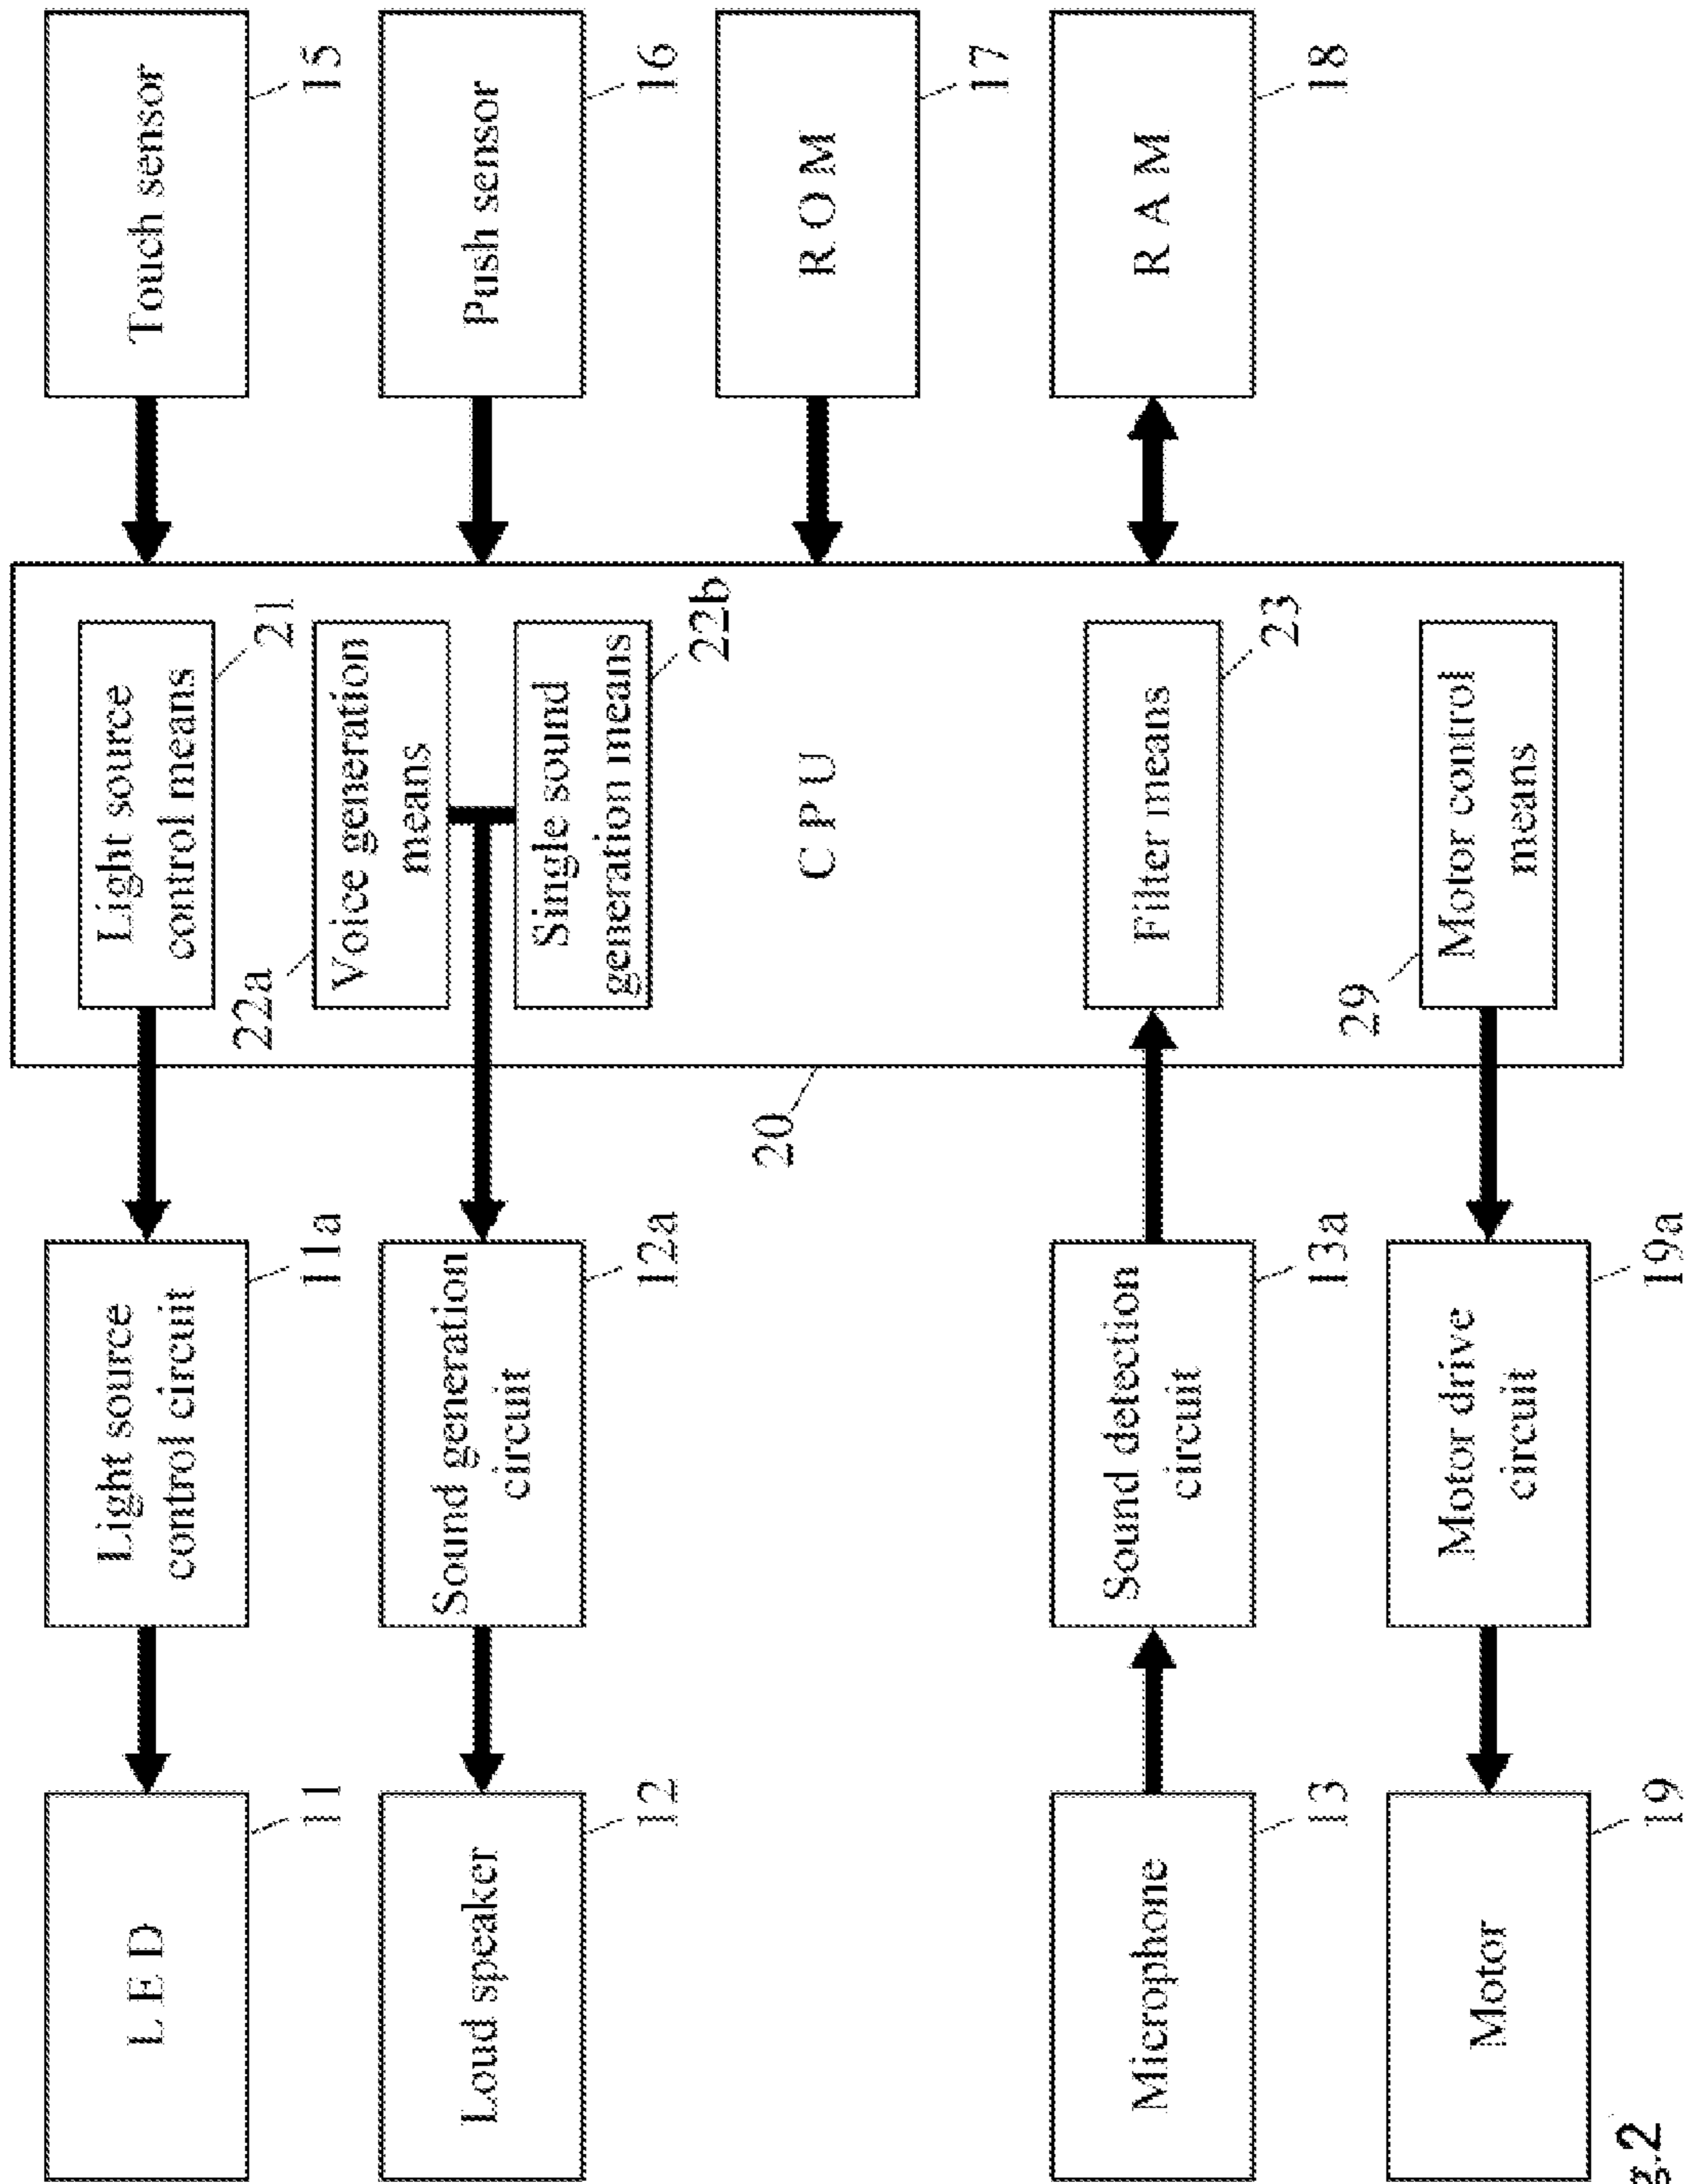 L E D
11
Light source
control circuit
11a
Light source
control means
21
Touch sensor
15
Loud speaker
12
Sound generation
circuit
12a
22a
Voice generation
means
Single sound
generation means
22b
Push sensor
16
20
C P U
R O M
17
Microphone
13
Sound detection
circuit
13a
Filter means
23
R A M
18
Motor
19
Motor drive
circuit
19a
29
Motor control
means
g.2